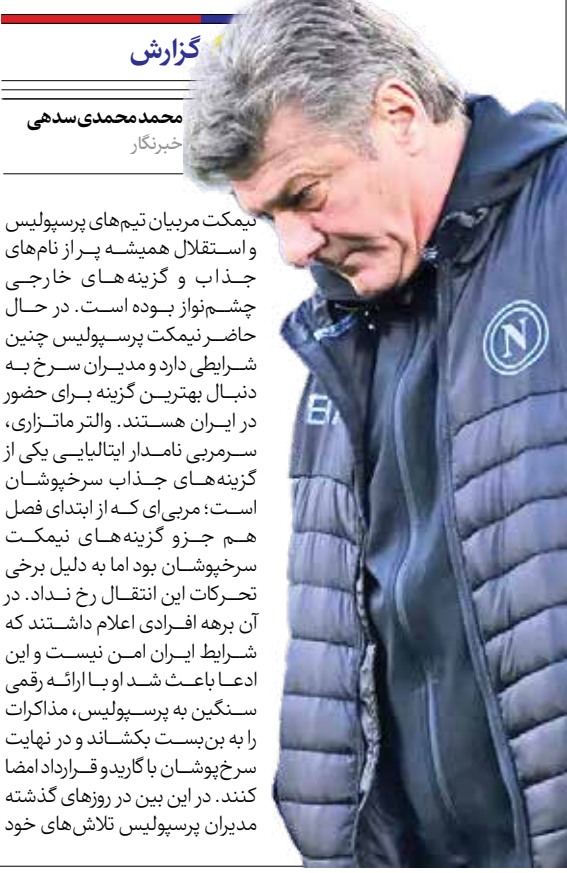 گزارش
محمد محمدی‌سدهی
خبرنگار
نیمکت مربیان تیم‌های پرسپولیس
و استقلال همیشه پر از نام‌های
جذاب و گزینه‌های خارجی
چشم‌نواز بوده است. در حال
حاضر نیمکت پرسپولیس چنین
شرایطی دارد و مدیران سرخ به
دنبال بهترین گزینه برای حضور
در ایران هستند. والتر ماتزاری،
سرمربی نامدار ایتالیایی یکی از
گزینه‌های جذاب سرخپوشان
است؛ مربی‌ای که از ابتدای فصل
هم جزو گزینه‌های نیمکت
سرخپوشان بود اما به دلیل برخی
تحرکات این انتقال رخ نداد. در
آن برهه افرادی اعلام داشتند که
شرایط ایران امن نیست و این
ادعا باعث شد او با ارائه رقمی
سنگین به پرسپولیس، مذاکرات
را به بن‌بست بکشاند و در نهایت
سرخ‌پوشان با گاریدو قرارداد امضا
کنند. در این بین در روزهای گذشته
مدیران پرسپولیس تلاش‌های خود
N